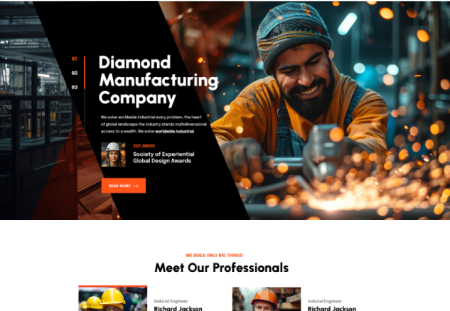 01
02
03
Diamond
Manufacturing
Company
We solve worldwide industrial every problem, the heart
of global landscape the industry stands multidimensional
access to a wealth. We solve worldwide industrial
Society of Experiential
Global Design Awards
READ MORE
WE BUILD ONLY BIG THINGS!
Meet Our Professionals
Industrial Engineer
Richard Jackson
Industrial Engineer
Richard Jackson